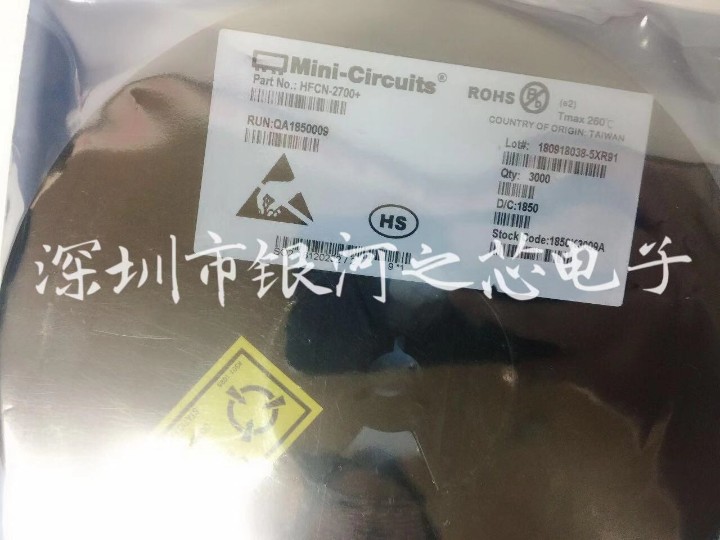 Mini-Circuits®
Part No.: HFCN-2700+
ROHS
Pb
(e2)
Tmax 260℃
COUNTRY OF ORIGIN: TAIWAN
RUN:QA1850009
Lot#: 180918038-5XR91
Qty: 3000
D/C:1850
HS
深圳市银河之芯电子